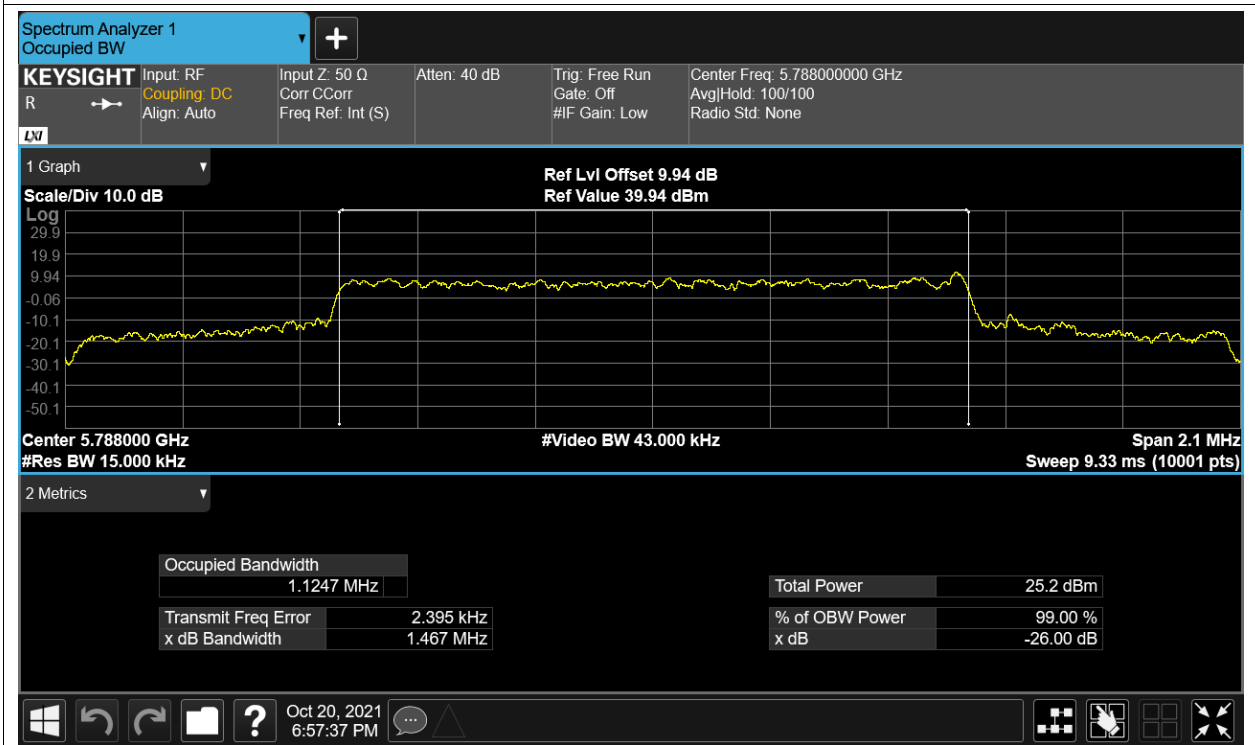 Spectrum Analyzer 1
Occupied BW
KEYSIGHT
R
LXI
Input: RF
Coupling: DC
Align: Auto
Input Z: 50 Ω
Corr CCorr
Freq Ref: Int (S)
Atten: 40 dB
Trig: Free Run
Gate: Off
#IF Gain: Low
Center Freq: 5.788000000 GHz
Avg|Hold: 100/100
Radio Std: None
1 Graph
Scale/Div 10.0 dB
Ref Lvl Offset 9.94 dB
Ref Value 39.94 dBm
Log
29.9
19.9
9.94
-0.06
-10.1
-20.1
-30.1
-40.1
-50.1
Center 5.788000 GHz
#Video BW 43.000 kHz
Span 2.1 MHz
#Res BW 15.000 kHz
Sweep 9.33 ms (10001 pts)
2 Metrics
Occupied Bandwidth
1.1247 MHz
Total Power 25.2 dBm
Transmit Freq Error 2.395 kHz
% of OBW Power 99.00 %
x dB Bandwidth 1.467 MHz
x dB -26.00 dB
?
Oct 20, 2021
6:57:37 PM